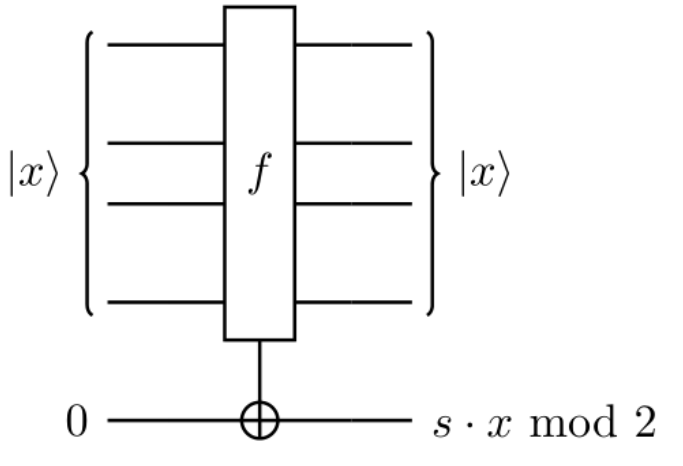 |x⟩ f |x⟩
0 s · x mod 2